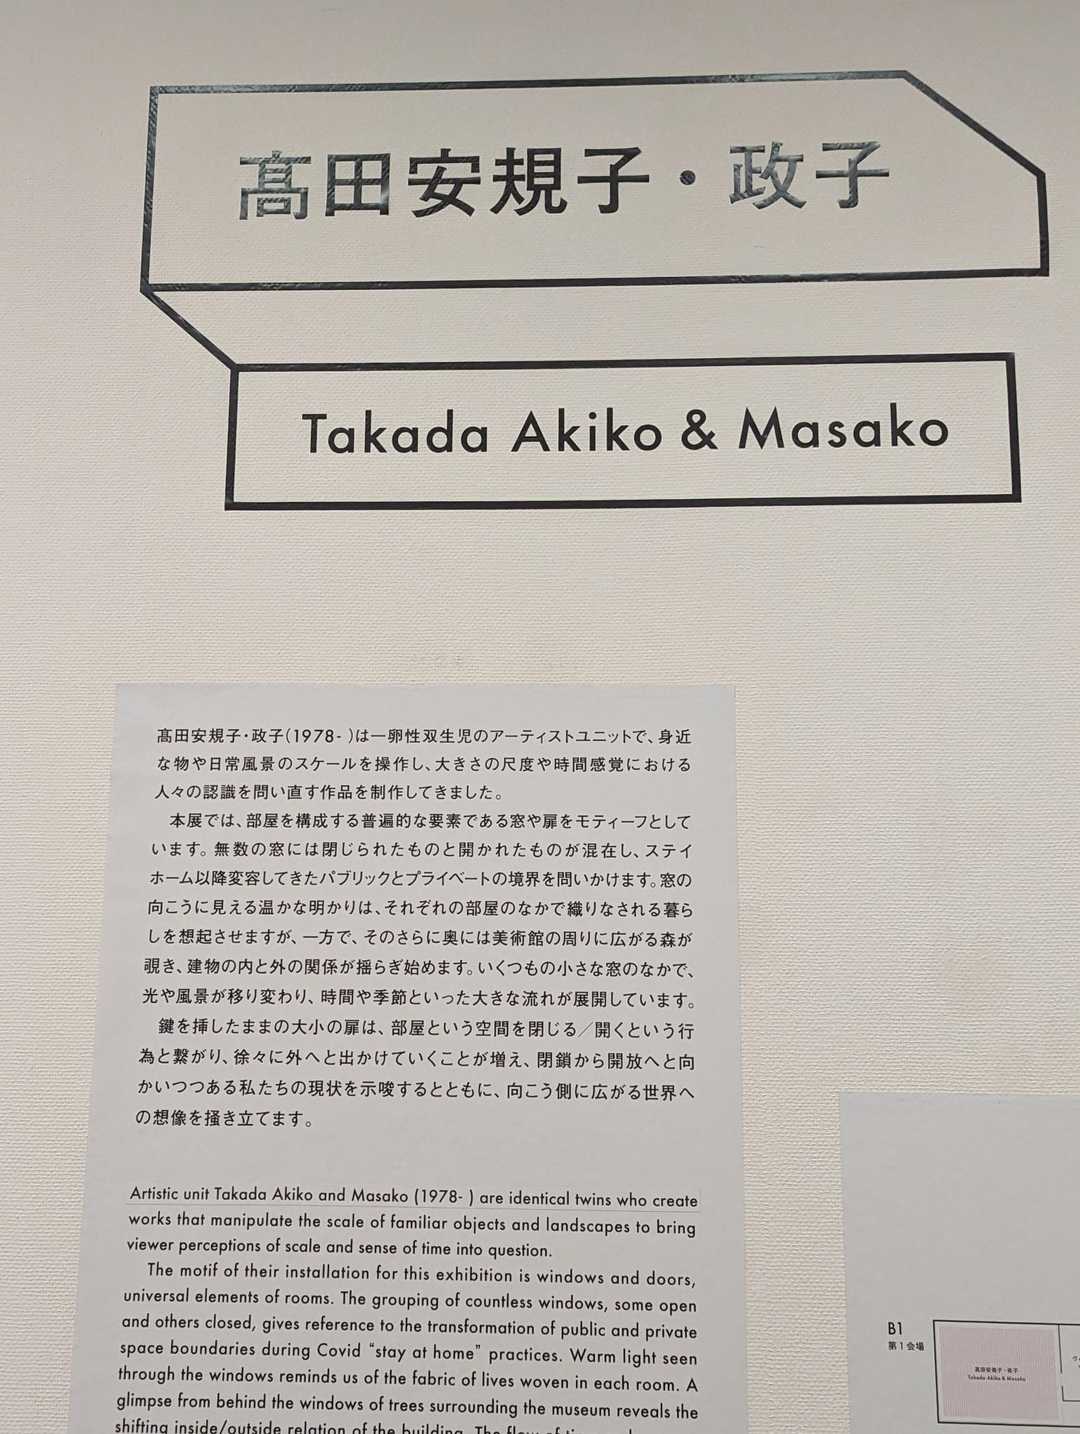 髙田安規子・政子
Takada Akiko & Masako
髙田安規子・政子（1978- ）は一卵性双生児のアーティストユニットで、身近
な物や日常風景のスケールを操作し、大きさの尺度や時間感覚における
人々の認識を問い直す作品を制作してきました。
本展では、部屋を構成する普遍的な要素である窓や扉をモティーフとして
います。無数の窓には閉じられたものと開かれたものが混在し、ステイ
ホーム以降変容してきたパブリックとプライベートの境界を問いかけます。窓の
向こうに見える温かな明かりは、それぞれの部屋のなかで織りなされる暮ら
しを想起させますが、一方で、そのさらに奥には美術館の周りに広がる森が
覗き、建物の内と外の関係が揺らぎ始めます。いくつもの小さな窓のなかで、
光や風景が移り変わり、時間や季節といった大きな流れが展開しています。
鍵を挿したままの大小の扉は、部屋という空間を閉じる／開くという行
為と繋がり、徐々に外へと出かけていくことが増え、閉鎖から開放へと向
かいつつある私たちの現状を示唆するとともに、向こう側に広がる世界へ
の想像を掻き立てます。
Artistic unit Takada Akiko and Masako (1978- ) are identical twins who create
works that manipulate the scale of familiar objects and landscapes to bring
viewer perceptions of scale and sense of time into question.
The motif of their installation for this exhibition is windows and doors,
universal elements of rooms. The grouping of countless windows, some open
and others closed, gives reference to the transformation of public and private
space boundaries during Covid “stay at home” practices. Warm light seen
through the windows reminds us of the fabric of lives woven in each room. A
glimpse from behind the windows of trees surrounding the museum reveals the
shifting inside/outside relation of the building. The flow of
B1
第1会場
髙田安規子・政子
Takada Akiko & Masako